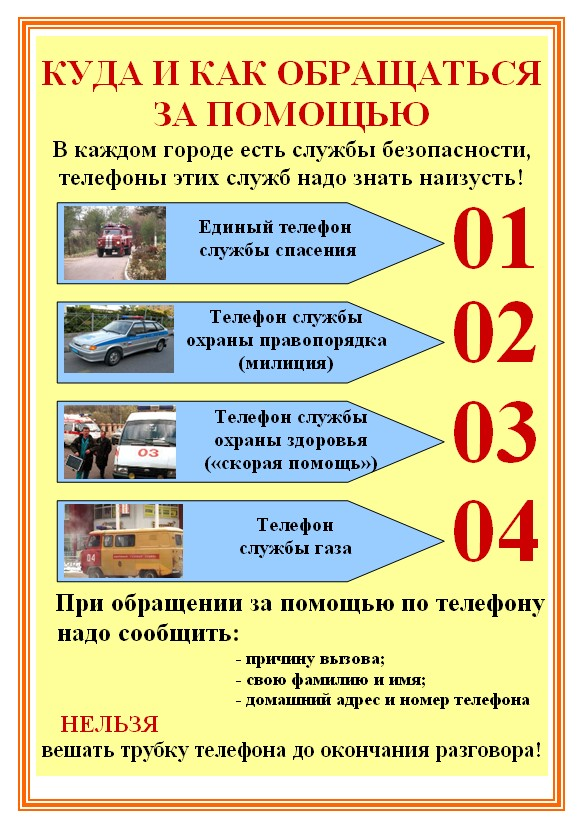 КУДА И КАК ОБРАЩАТЬСЯ
ЗА ПОМОЩЬЮ
В каждом городе есть службы безопасности,
телефоны этих служб надо знать наизусть!
Единый телефон
службы спасения
01
Телефон службы
охраны правопорядка
(милиция)
02
03
Телефон службы
охраны здоровья
(«скорая помощь»)
03
04
Телефон
службы газа
04
При обращении за помощью по телефону
надо сообщить:
- причину вызова;
- свою фамилию и имя;
- домашний адрес и номер телефона
НЕЛЬЗЯ
вешать трубку телефона до окончания разговора!